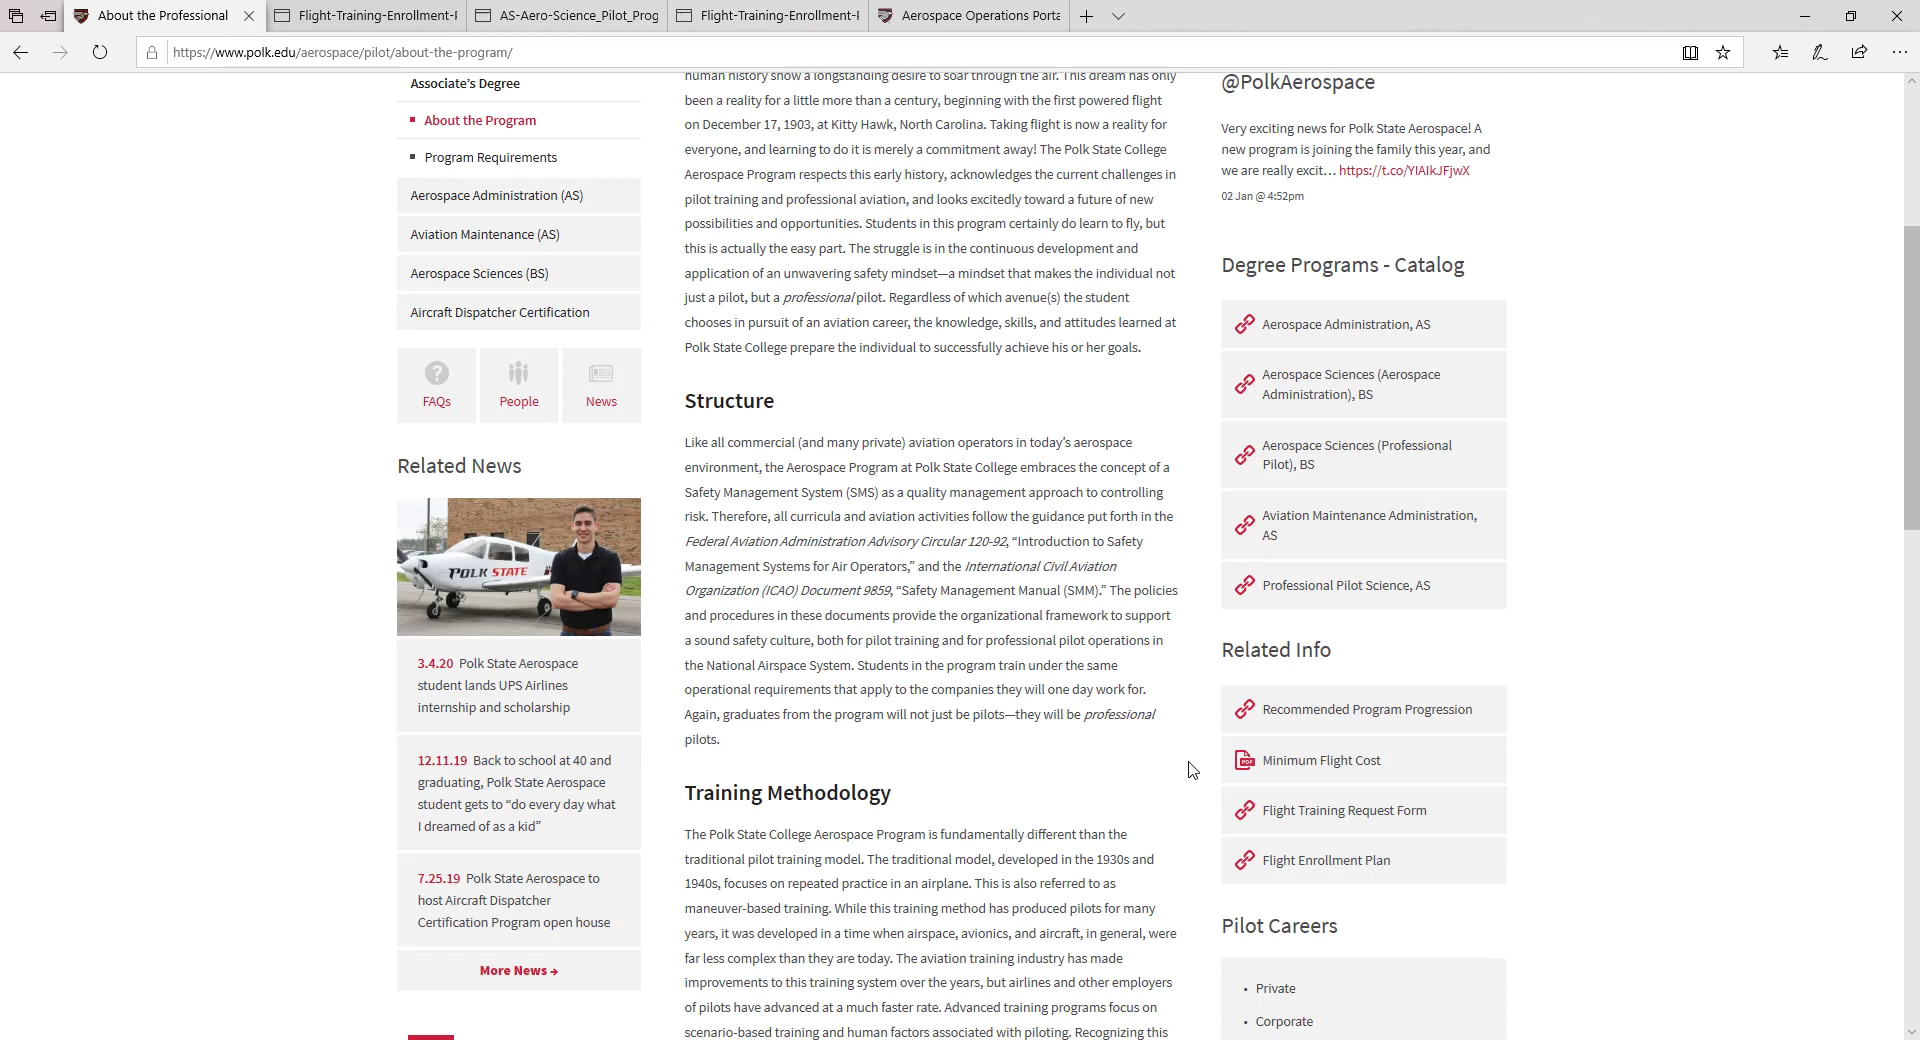 About the Professional
Flight-Training-Enrollment-F
AS-Aero-Science_Pilot_Prog
Flight-Training-Enrollment-F
Aerospace Operations Porta
https://www.polk.edu/aerospace/pilot/about-the-program/
Associate's Degree
About the Program
Program Requirements
Aerospace Administration (AS)
Aviation Maintenance (AS)
Aerospace Sciences (BS)
Aircraft Dispatcher Certification
FAQs
People
News
Related News
POLK STATE
3.4.20 Polk State Aerospace
student lands UPS Airlines
internship and scholarship
12.11.19 Back to school at 40 and
graduating, Polk State Aerospace
student gets to “do every day what
I dreamed of as a kid”
7.25.19 Polk State Aerospace to
host Aircraft Dispatcher
Certification Program open house
More News →
human history show a longstanding desire to soar through the air. This dream has only
been a reality for a little more than a century, beginning with the first powered flight
on December 17, 1903, at Kitty Hawk, North Carolina. Taking flight is now a reality for
everyone, and learning to do it is merely a commitment away! The Polk State College
Aerospace Program respects this early history, acknowledges the current challenges in
pilot training and professional aviation, and looks excitedly toward a future of new
possibilities and opportunities. Students in this program certainly do learn to fly, but
this is actually the easy part. The struggle is in the continuous development and
application of an unwavering safety mindset—a mindset that makes the individual not
just a pilot, but a professional pilot. Regardless of which avenue(s) the student
chooses in pursuit of an aviation career, the knowledge, skills, and attitudes learned at
Polk State College prepare the individual to successfully achieve his or her goals.
Structure
Like all commercial (and many private) aviation operators in today’s aerospace
environment, the Aerospace Program at Polk State College embraces the concept of a
Safety Management System (SMS) as a quality management approach to controlling
risk. Therefore, all curricula and aviation activities follow the guidance put forth in the
Federal Aviation Administration Advisory Circular 120-92, “Introduction to Safety
Management Systems for Air Operators,” and the International Civil Aviation
Organization (ICAO) Document 9859, “Safety Management Manual (SMM).” The policies
and procedures in these documents provide the organizational framework to support
a sound safety culture, both for pilot training and for professional pilot operations in
the National Airspace System. Students in the program train under the same
operational requirements that apply to the companies they will one day work for.
Again, graduates from the program will not just be pilots—they will be professional
pilots.
Training Methodology
The Polk State College Aerospace Program is fundamentally different than the
traditional pilot training model. The traditional model, developed in the 1930s and
1940s, focuses on repeated practice in an airplane. This is also referred to as
maneuver-based training. While this training method has produced pilots for many
years, it was developed in a time when airspace, avionics, and aircraft, in general, were
far less complex than they are today. The aviation training industry has made
improvements to this training system over the years, but airlines and other employers
of pilots have advanced at a much faster rate. Advanced training programs focus on
scenario-based training and human factors associated with piloting. Recognizing this
@PolkAerospace
Very exciting news for Polk State Aerospace! A
new program is joining the family this year, and
we are really excit… https://t.co/YIAIkJFjwX
02 Jan @ 4:52pm
Degree Programs - Catalog
Aerospace Administration, AS
Aerospace Sciences (Aerospace
Administration), BS
Aerospace Sciences (Professional
Pilot), BS
Aviation Maintenance Administration,
AS
Professional Pilot Science, AS
Related Info
Recommended Program Progression
PDF
Minimum Flight Cost
Flight Training Request Form
Flight Enrollment Plan
Pilot Careers
Private
Corporate